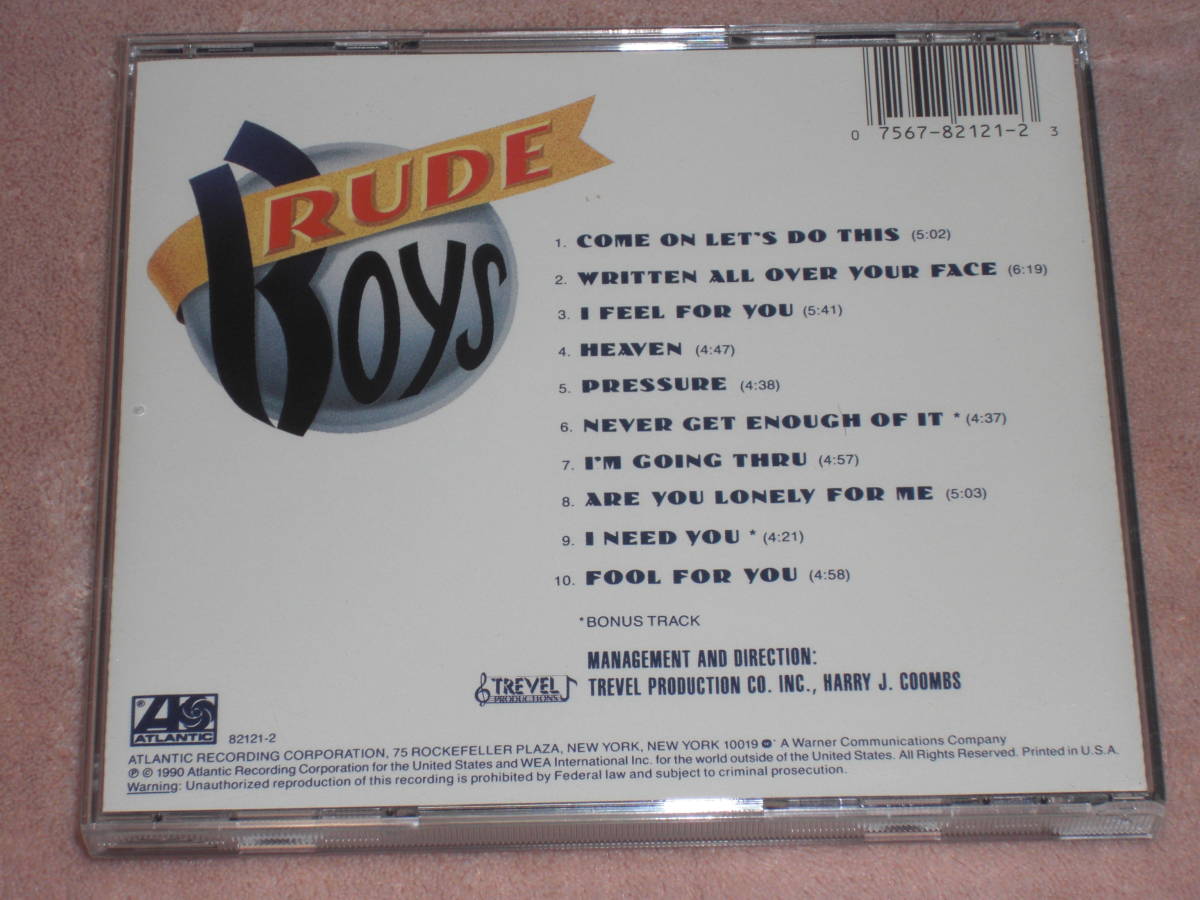 RUDE
BOYS
0 7567-82121-2 3
1. COME ON LET'S DO THIS (5:02)
2. WRITTEN ALL OVER YOUR FACE (6:19)
3. I FEEL FOR YOU (5:41)
4. HEAVEN (4:47)
5. PRESSURE (4:38)
6. NEVER GET ENOUGH OF IT * (4:37)
7. I'M GOING THRU (4:57)
8. ARE YOU LONELY FOR ME (5:03)
9. I NEED YOU * (4:21)
10. FOOL FOR YOU (4:58)
*BONUS TRACK
MANAGEMENT AND DIRECTION:
TREVEL PRODUCTION CO. INC., HARRY J. COOMBS
TREVEL
PRODUCTIONS
ATLANTIC
82121-2
ATLANTIC RECORDING CORPORATION, 75 ROCKEFELLER PLAZA, NEW YORK, NEW YORK 10019 A Warner Communications Company
℗ © 1990 Atlantic Recording Corporation for the United States and WEA International Inc. for the world outside of the United States. All Rights Reserved. Printed in U.S.A.
Warning: Unauthorized reproduction of this recording is prohibited by Federal law and subject to criminal prosecution.